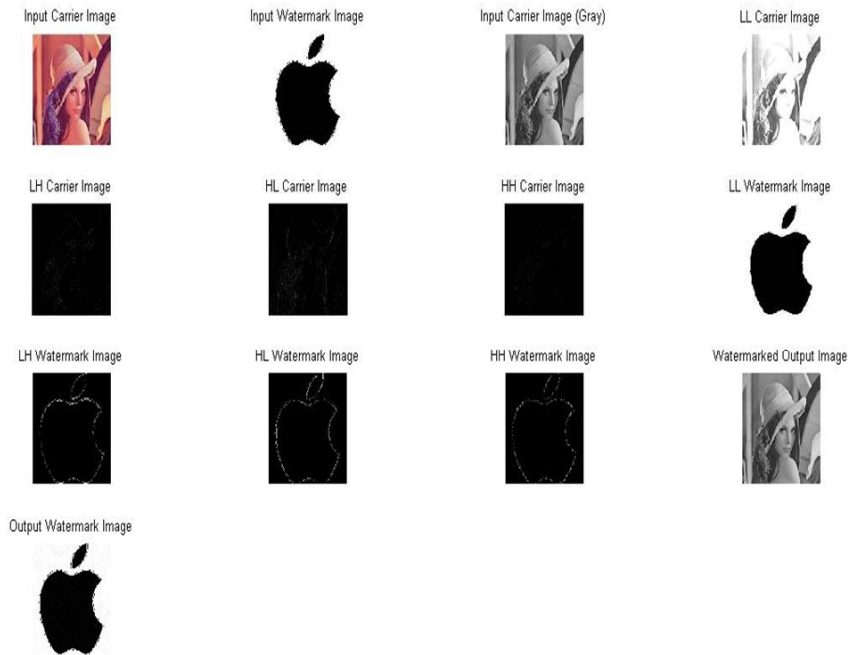 Input Carrier Image
Input Watermark Image
Input Carrier Image (Gray)
LL Carrier Image
LH Carrier Image
HL Carrier Image
HH Carrier Image
LL Watermark Image
LH Watermark Image
HL Watermark Image
HH Watermark Image
Watermarked Output Image
Output Watermark Image